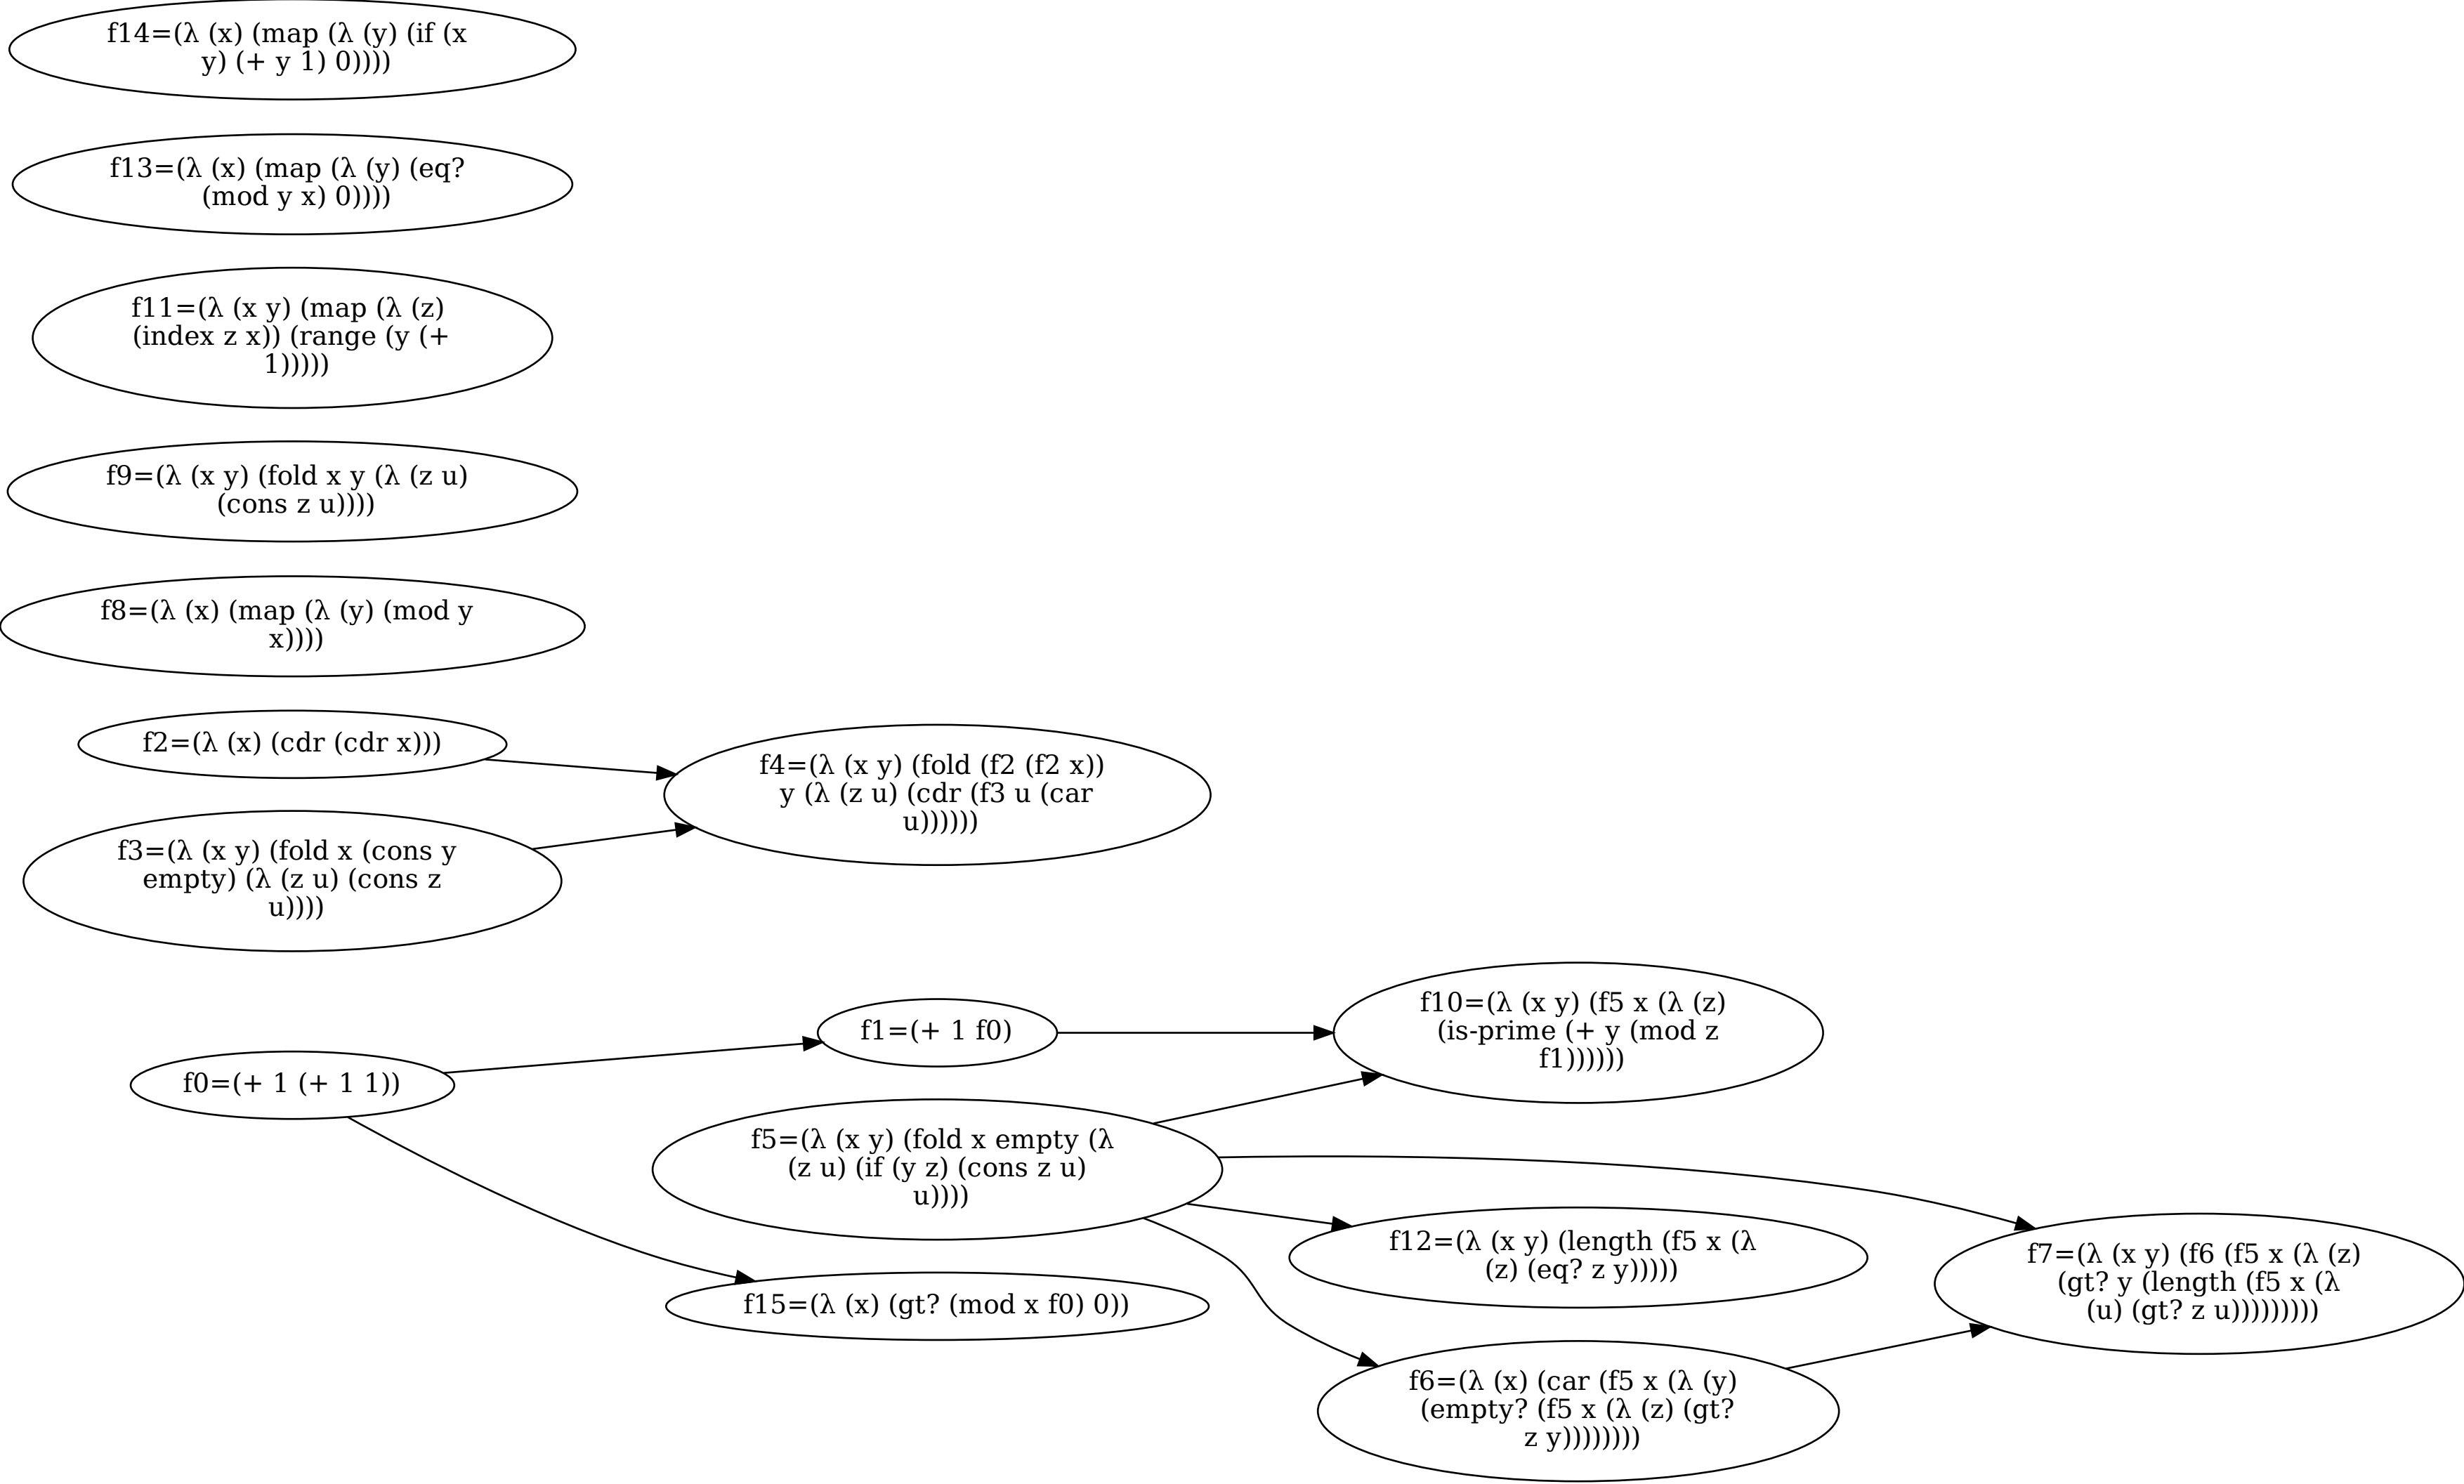 f14=(λ (x) (map (λ (y) (if (x
y) (+ y 1) 0))))
f13=(λ (x) (map (λ (y) (eq?
(mod y x) 0))))
f11=(λ (x y) (map (λ (z)
(index z x)) (range (y (+
1)))))
f9=(λ (x y) (fold x y (λ (z u)
(cons z u))))
f8=(λ (x) (map (λ (y) (mod y
x))))
f2=(λ (x) (cdr (cdr x)))
f4=(λ (x y) (fold (f2 (f2 x))
y (λ (z u) (cdr (f3 u (car
u))))))
f3=(λ (x y) (fold x (cons y
empty) (λ (z u) (cons z
u))))
f10=(λ (x y) (f5 x (λ (z)
(is-prime (+ y (mod z
f1))))))
f1=(+ 1 f0)
f0=(+ 1 (+ 1 1))
f5=(λ (x y) (fold x empty (λ
(z u) (if (y z) (cons z u)
u))))
f12=(λ (x y) (length (f5 x (λ
(z) (eq? z y)))))
f7=(λ (x y) (f6 (f5 x (λ (z)
(gt? y (length (f5 x (λ
(u) (gt? z u)))))))))
f15=(λ (x) (gt? (mod x f0) 0))
f6=(λ (x) (car (f5 x (λ (y)
(empty? (f5 x (λ (z) (gt?
z y))))))))